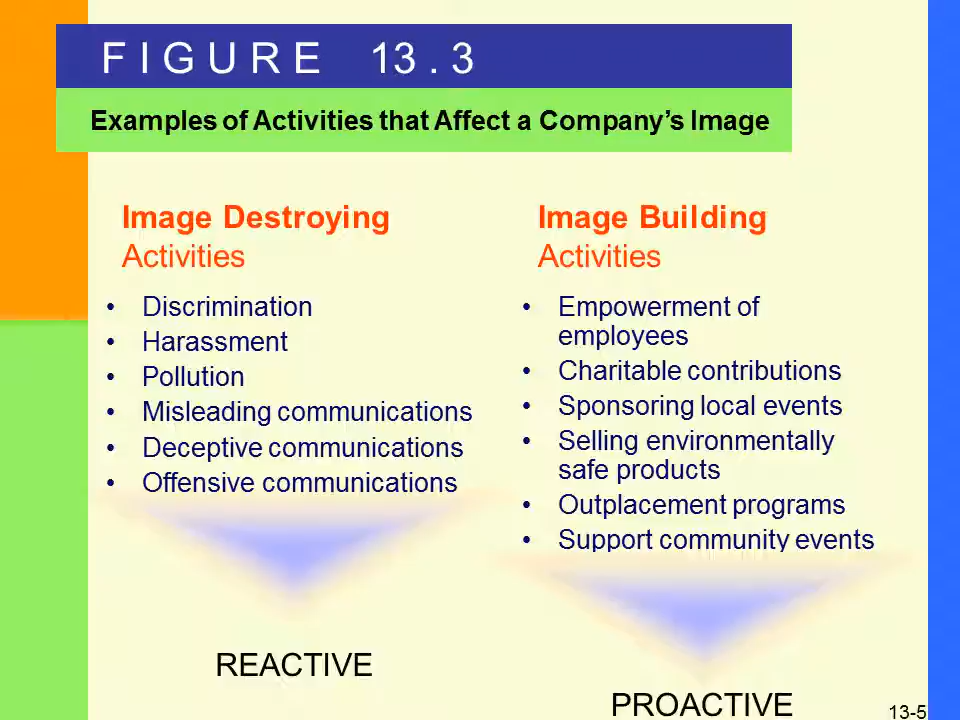 F I G U R E 13 . 3
Examples of Activities that Affect a Company’s Image
Image Destroying
Activities
• Discrimination
• Harassment
• Pollution
• Misleading communications
• Deceptive communications
• Offensive communications
REACTIVE
Image Building
Activities
• Empowerment of
employees
• Charitable contributions
• Sponsoring local events
• Selling environmentally
safe products
• Outplacement programs
• Support community events
PROACTIVE
13-5